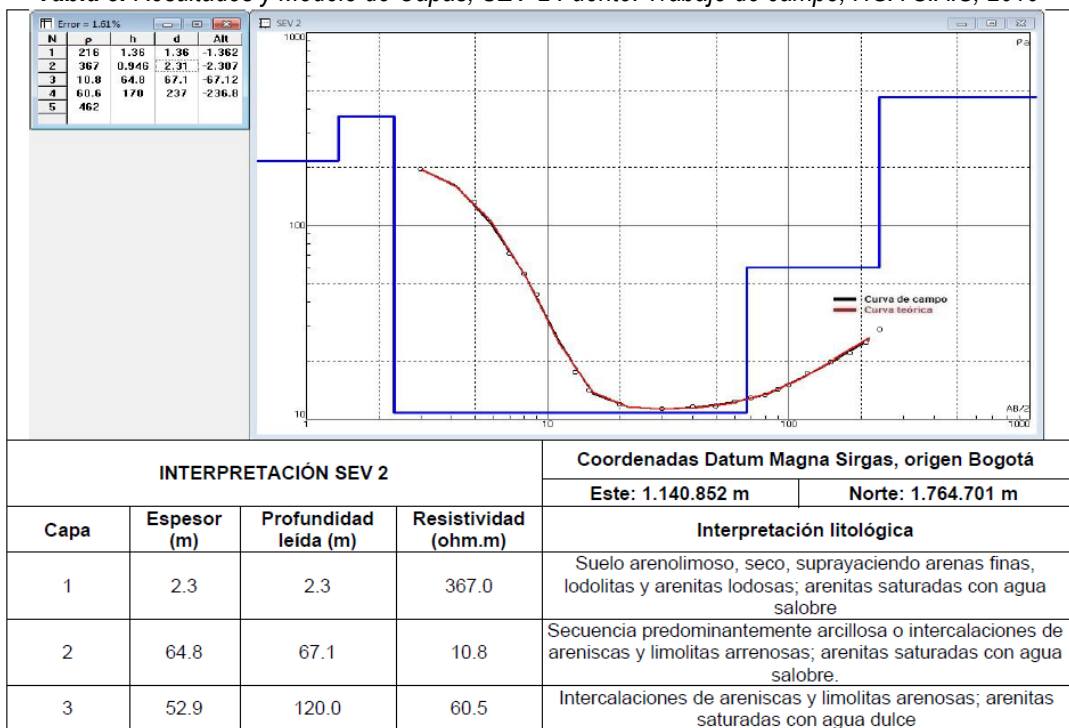 Error = 1.61%
N ρ h d Alt
1 216 1.36 1.36 -1.362
2 367 0.946 2.31 -2.307
3 10.8 64.8 67.1 -67.12
4 60.6 170 237 -236.8
5 462
SEV 2
1000
Pa
100
Curva de campo
Curva teórica
10
AB/2
1
10
100
1000
INTERPRETACIÓN SEV 2
Coordenadas Datum Magna Sirgas, origen Bogotá
Este: 1.140.852 m
Norte: 1.764.701 m
Capa
Espesor (m)
Profundidad leída (m)
Resistividad (ohm.m)
Interpretación litológica
1 2.3 2.3 367.0
Suelo arenolimoso, seco, suprayaciendo arenas finas,
lodolitas y arenitas lodosas; arenitas saturadas con agua
salobre
2 64.8 67.1 10.8
Secuencia predominantemente arcillosa o intercalaciones de
areniscas y limolitas arrenosas; arenitas saturadas con agua
salobre.
3 52.9 120.0 60.5
Intercalaciones de areniscas y limolitas arenosas; arenitas
saturadas con agua dulce